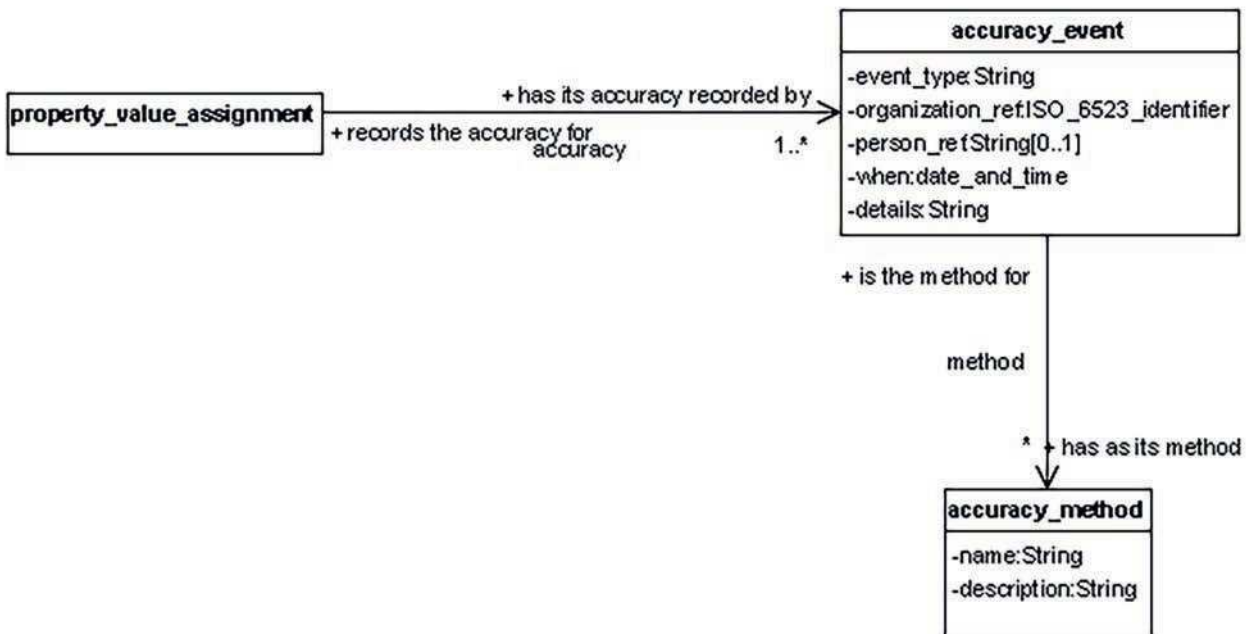 accuracy_event
-event_type:String
-organization_ref:ISO_6523_identifier
-person_ref:String[0..1]
-when:date_and_time
-details:String
property_value_assignment
+ has its accuracy recorded by
+ records the accuracy for
accuracy
1..*
+ is the method for
method
* + has as its method
accuracy_method
-name:String
-description:String